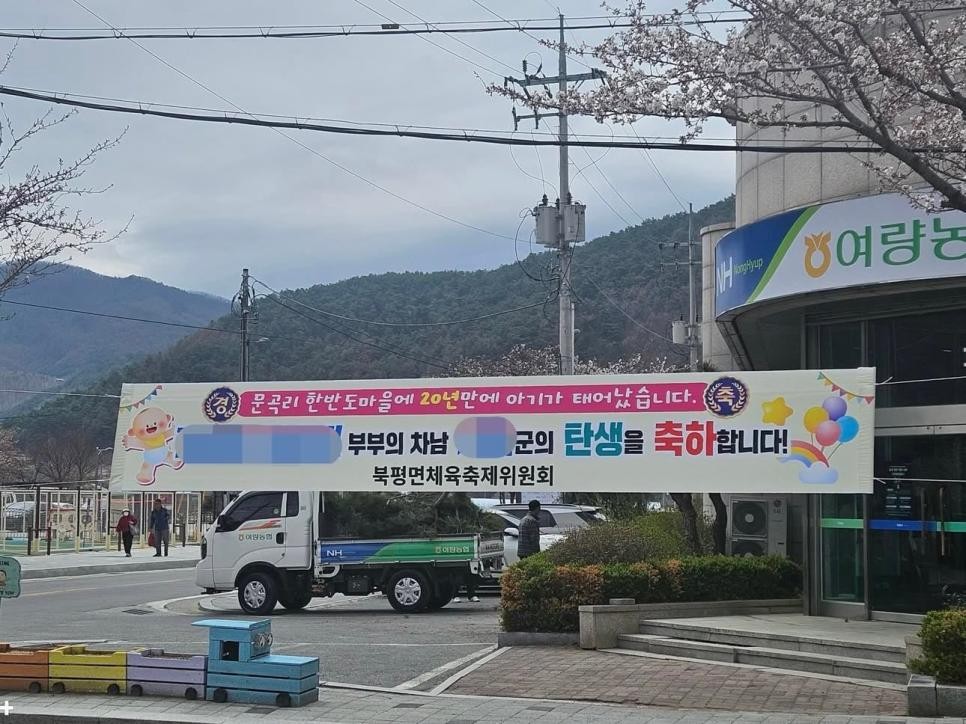 NH NongHyup 여량농
경 문곡리 한반도마을에 20년만에 아기가 태어났습니다. 축
부부의 차남 군의 탄생을 축하합니다!
북평면체육축제위원회
여량농협
NH 여량농협